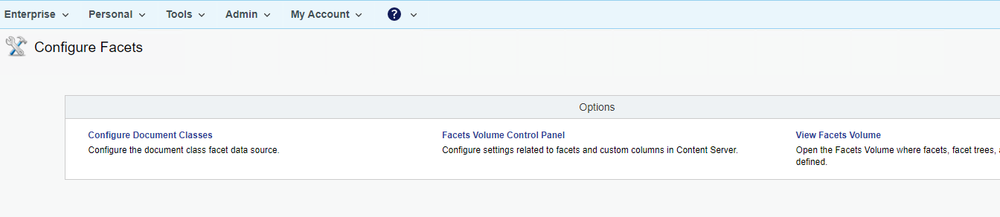 Enterprise Personal Tools Admin My Account ?
Configure Facets
Options
Configure Document Classes
Configure the document class facet data source.
Facets Volume Control Panel
Configure settings related to facets and custom columns in Content Server.
View Facets Volume
Open the Facets Volume where facets, facet trees,
defined.